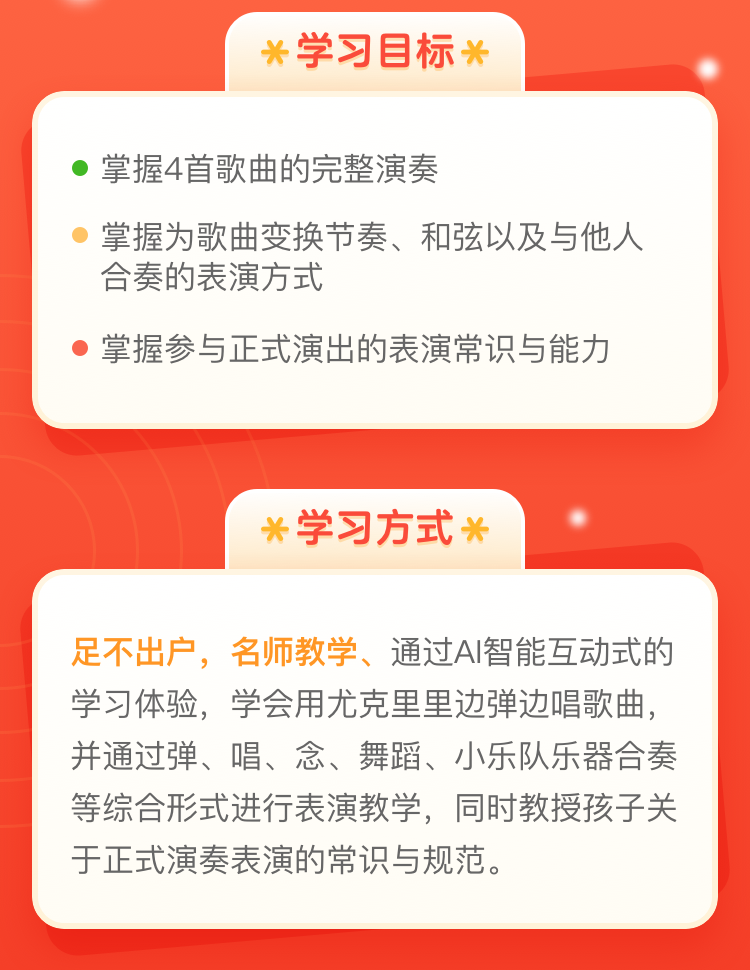 学习目标
掌握4首歌曲的完整演奏
掌握为歌曲变换节奏、和弦以及与他人
合奏的表演方式
掌握参与正式演出的表演常识与能力
学习方式
足不出户，名师教学、通过AI智能互动式的
学习体验，学会用尤克里里边弹边唱歌曲，
并通过弹、唱、念、舞蹈、小乐队乐器合奏
等综合形式进行表演教学，同时教授孩子关
于正式演奏表演的常识与规范。